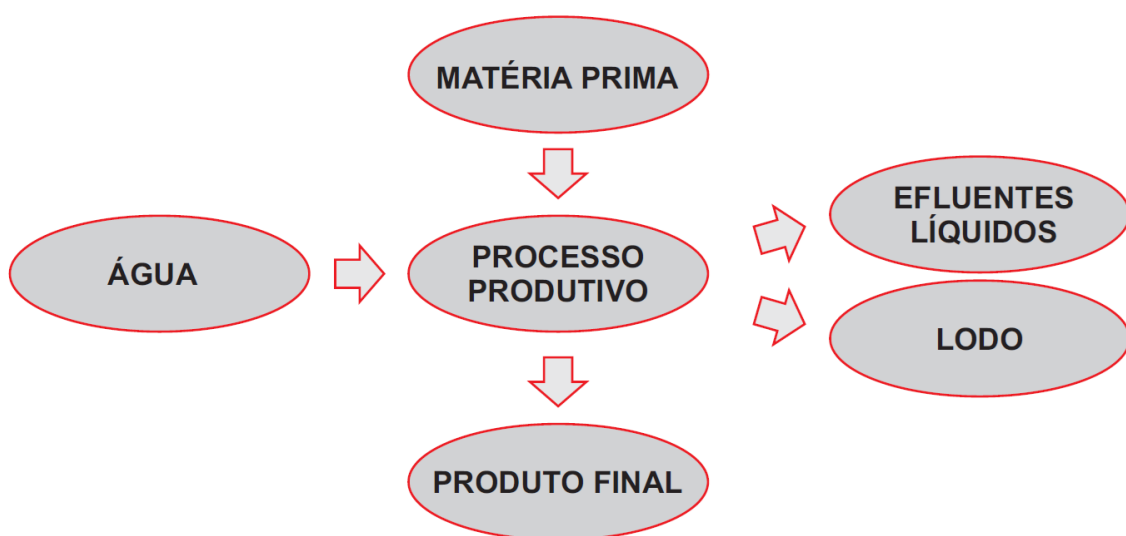 MATÉRIA PRIMA
EFLUENTES
LÍQUIDOS
ÁGUA
PROCESSO
PRODUTIVO
LODO
PRODUTO FINAL